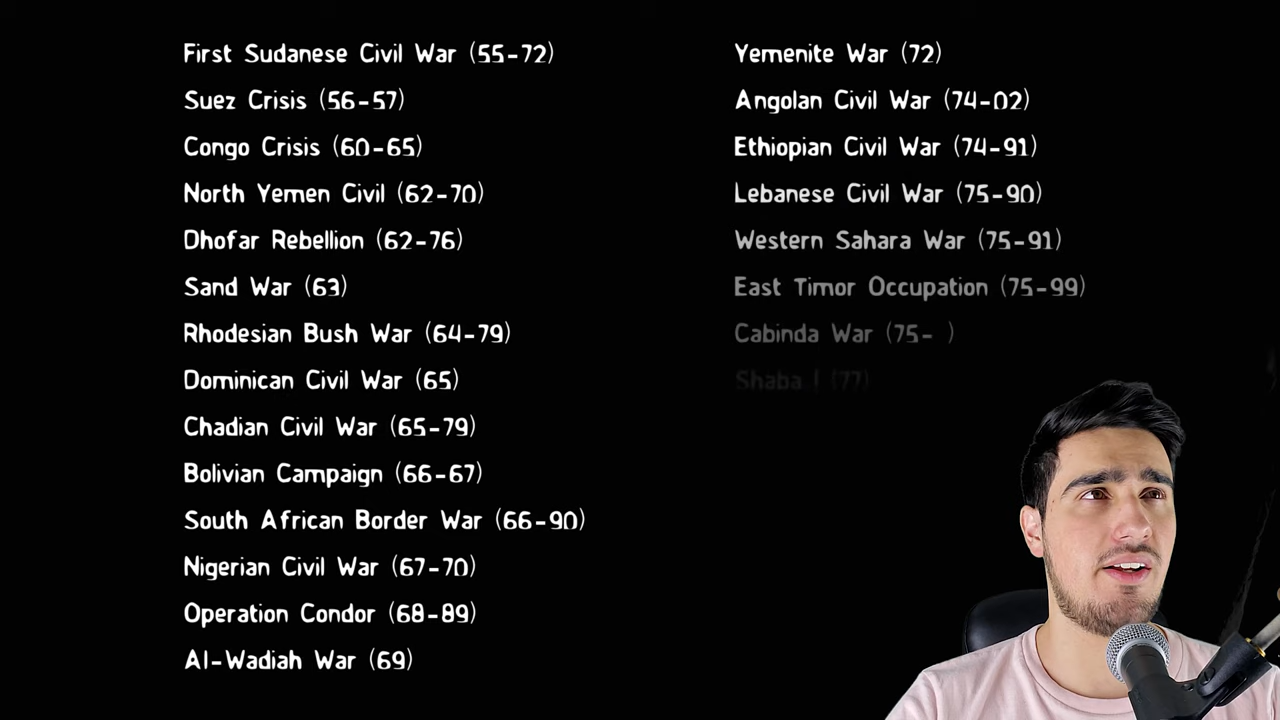 First Sudanese Civil War (55-72)
Suez Crisis (56-57)
Congo Crisis (60-65)
North Yemen Civil (62-70)
Dhofar Rebellion (62-76)
Sand War (63)
Rhodesian Bush War (64-79)
Dominican Civil War (65)
Chadian Civil War (65-79)
Bolivian Campaign (66-67)
South African Border War (66-90)
Nigerian Civil War (67-70)
Operation Condor (68-89)
Al-Wadiah War (69)
Yemenite War (72)
Angolan Civil War (74-02)
Ethiopian Civil War (74-91)
Lebanese Civil War (75-90)
Western Sahara War (75-91)
East Timor Occupation (75-99)
Cabinda War (75- )
Shaba I (77)